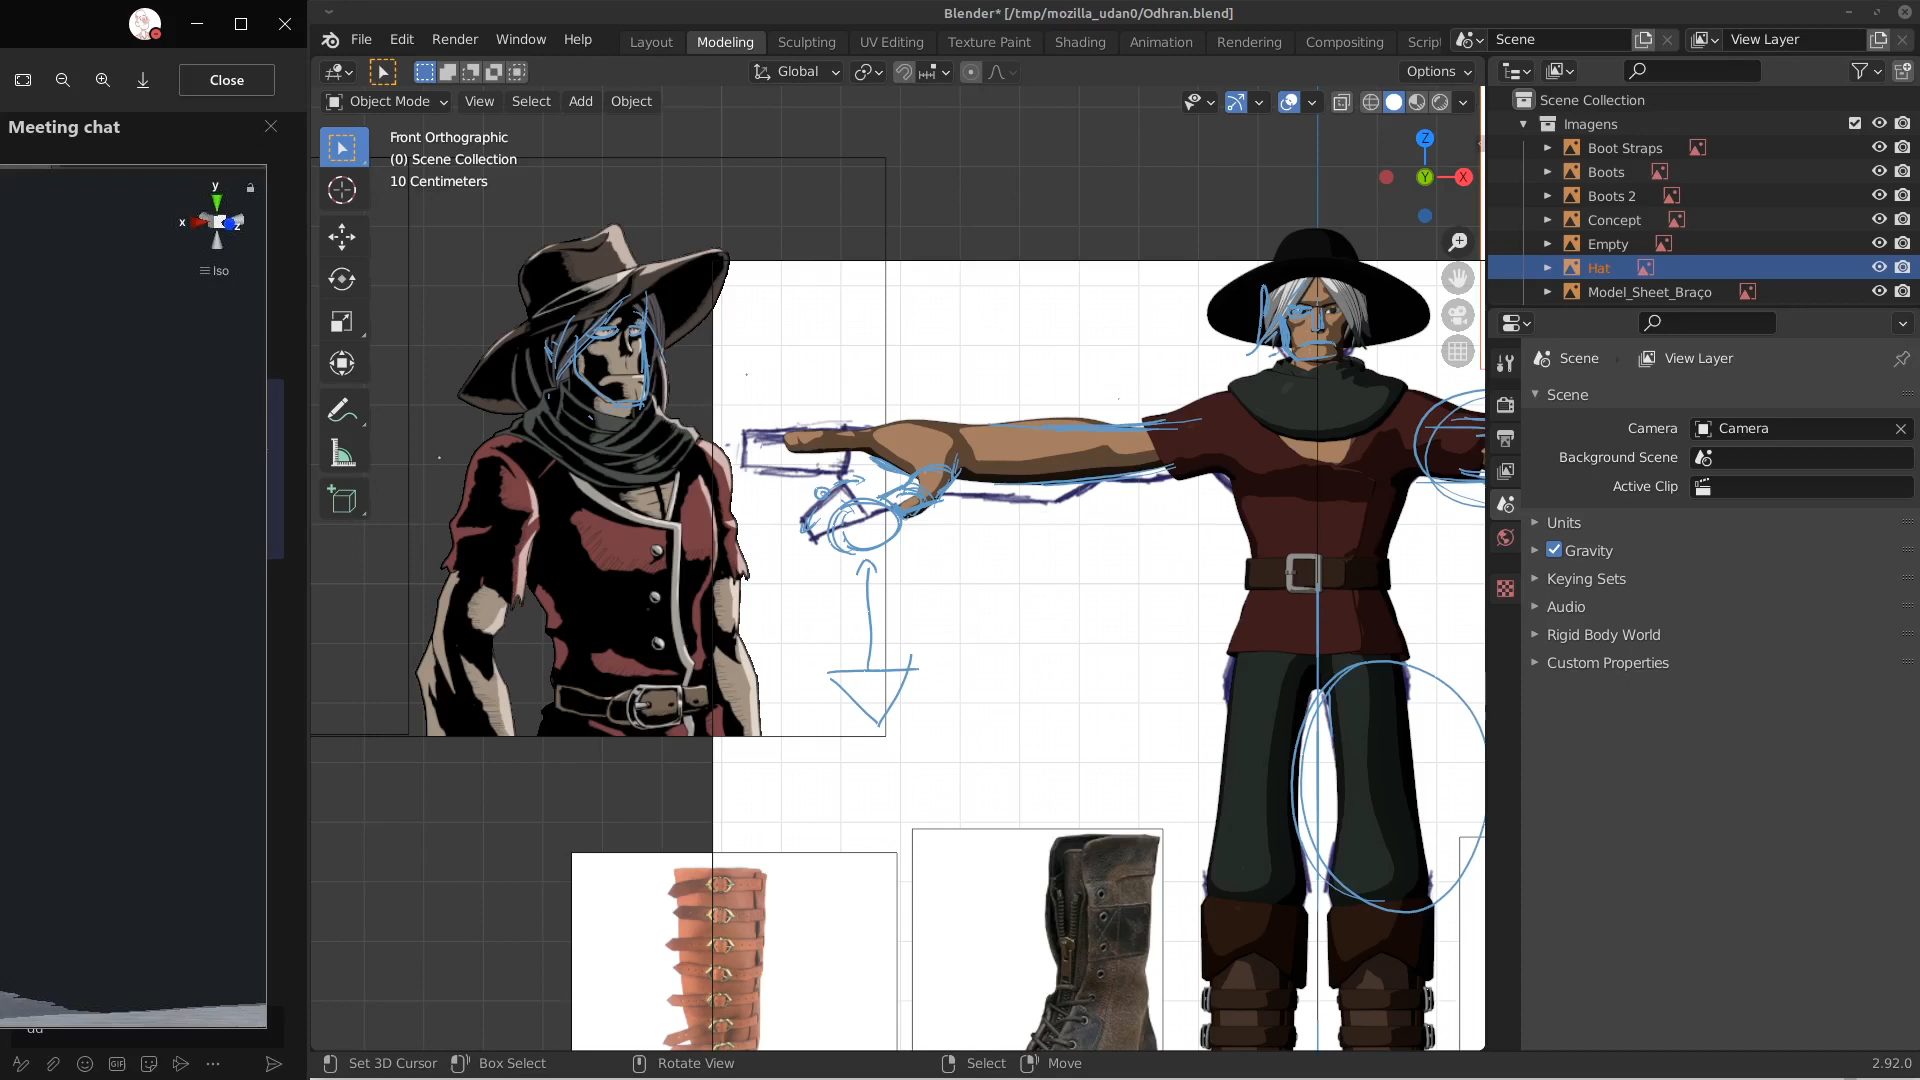 Close
Meeting chat
y
x
z
Iso
Blender* [/tmp/mozilla_udan0/Odhran.blend]
File Edit Render Window Help
Layout Modeling Sculpting UV Editing Texture Paint Shading Animation Rendering Compositing Scrip
Scene
View Layer
Global
Options
Object Mode View Select Add Object
Front Orthographic
(0) Scene Collection
10 Centimeters
Z
Y
X
Scene Collection
Imagens
Boot Straps
Boots
Boots 2
Concept
Empty
Hat
Model_Sheet_Braço
Scene View Layer
Scene
Camera Camera
Background Scene
Active Clip
Units
Gravity
Keying Sets
Audio
Rigid Body World
Custom Properties
GIF
Set 3D Cursor Box Select Rotate View Select Move
2.92.0